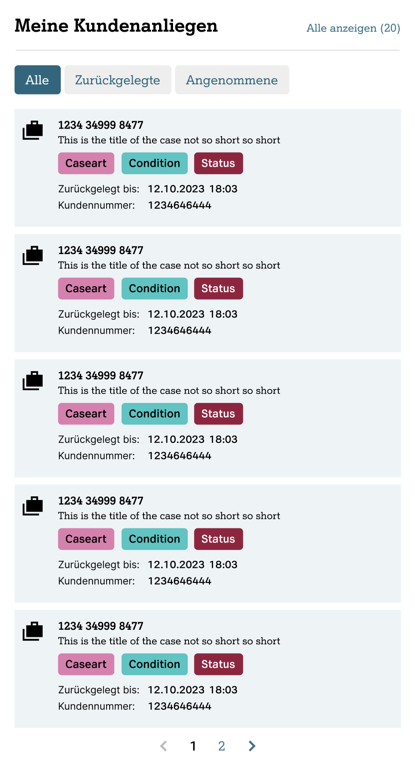 Meine Kundenanliegen Alle anzeigen (20)
Alle Zurückgelegte Angenommene
1234 34999 8477
This is the title of the case not so short so short
Caseart Condition Status
Zurückgelegt bis: 12.10.2023 18:03
Kundennummer: 1234646444
1234 34999 8477
This is the title of the case not so short so short
Caseart Condition Status
Zurückgelegt bis: 12.10.2023 18:03
Kundennummer: 1234646444
1234 34999 8477
This is the title of the case not so short so short
Caseart Condition Status
Zurückgelegt bis: 12.10.2023 18:03
Kundennummer: 1234646444
1234 34999 8477
This is the title of the case not so short so short
Caseart Condition Status
Zurückgelegt bis: 12.10.2023 18:03
Kundennummer: 1234646444
1234 34999 8477
This is the title of the case not so short so short
Caseart Condition Status
Zurückgelegt bis: 12.10.2023 18:03
Kundennummer: 1234646444
1 2